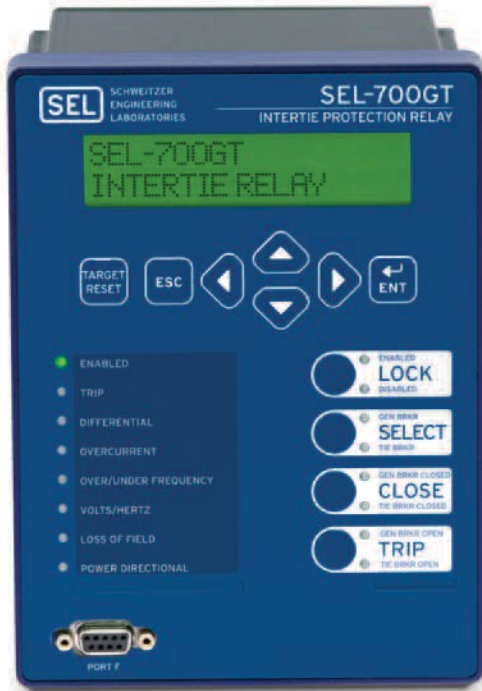 SEL
SCHWEITZER
ENGINEERING
LABORATORIES
SEL-700GT
INTERTIE PROTECTION RELAY
SEL-700GT
INTERTIE RELAY
TARGET
RESET
ESC
ENT
ENABLED
TRIP
DIFFERENTIAL
OVERCURRENT
OVER/UNDER FREQUENCY
VOLTS/HERTZ
LOSS OF FIELD
POWER DIRECTIONAL
ENABLED
LOCK
DISABLED
GEN BRKR
SELECT
TIE BRKR
GEN BRKR CLOSED
CLOSE
TIE BRKR CLOSED
GEN BRKR OPEN
TRIP
TIE BRKR OPEN
PORT F